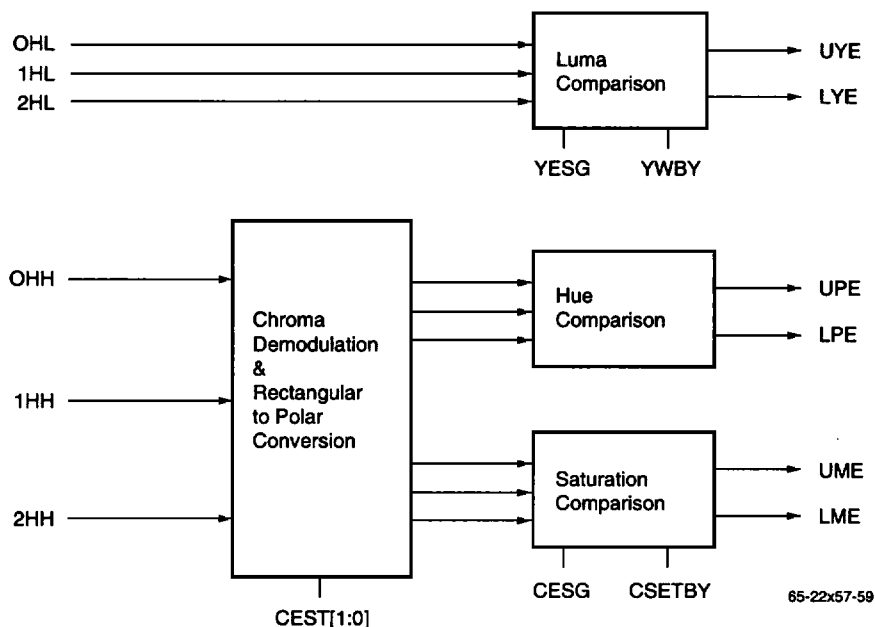 OHL
1HL
2HL
Luma
Comparison
UYE
LYE
YESG
YWBY
OHH
1HH
2HH
Chroma
Demodulation
&
Rectangular
to Polar
Conversion
CEST[1:0]
Hue
Comparison
UPE
LPE
Saturation
Comparison
UME
LME
CESG
CSETBY
65-22x57-59